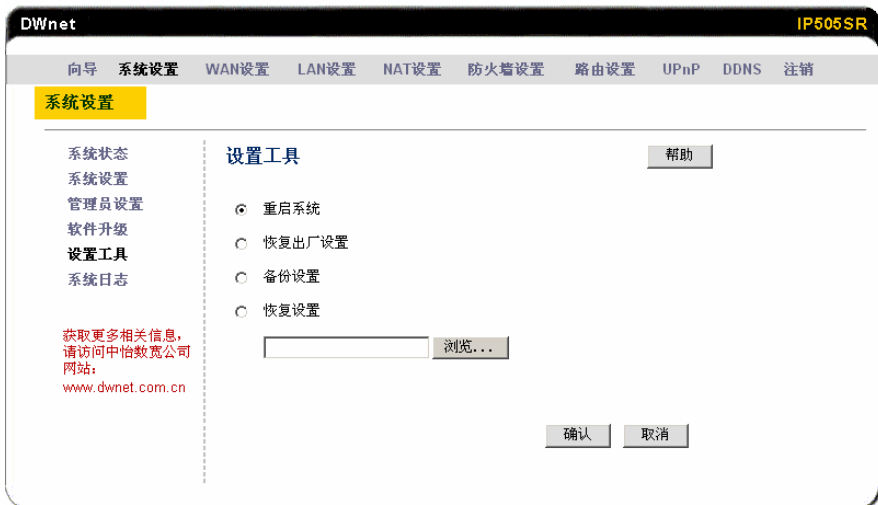 DWnet IP505SR
向导 系统设置 WAN设置 LAN设置 NAT设置 防火墙设置 路由设置 UPnP DDNS 注销
系统设置
系统状态
系统设置
管理员设置
软件升级
设置工具
系统日志
获取更多相关信息，
请访问中怡数宽公司
网站：
www.dwnet.com.cn
设置工具
帮助
重启系统
恢复出厂设置
备份设置
恢复设置
浏览...
确认 取消